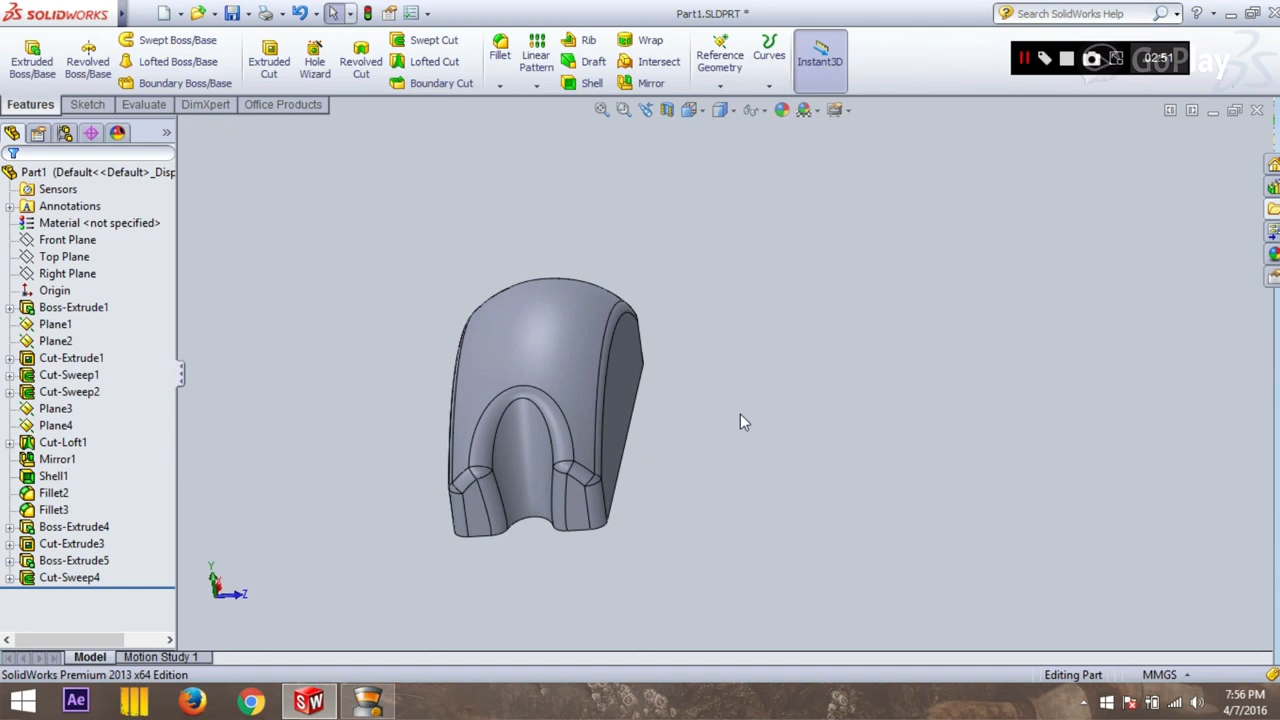 SOLIDWORKS
Part1.SLDPRT *
Search SolidWorks Help
Extruded Boss/Base
Revolved Boss/Base
Swept Boss/Base
Lofted Boss/Base
Boundary Boss/Base
Extruded Cut
Hole Wizard
Revolved Cut
Swept Cut
Lofted Cut
Boundary Cut
Fillet
Linear Pattern
Rib
Draft
Shell
Wrap
Intersect
Mirror
Reference Geometry
Curves
Instant3D
02:51
GoPlay
Features
Sketch
Evaluate
DimXpert
Office Products
Part1 (Default<<Default>_Disp
Sensors
Annotations
Material <not specified>
Front Plane
Top Plane
Right Plane
Origin
Boss-Extrude1
Plane1
Plane2
Cut-Extrude1
Cut-Sweep1
Cut-Sweep2
Plane3
Plane4
Cut-Loft1
Mirror1
Shell1
Fillet2
Fillet3
Boss-Extrude4
Cut-Extrude3
Boss-Extrude5
Cut-Sweep4
Y
Z
Model
Motion Study 1
SolidWorks Premium 2013 x64 Edition
Editing Part
MMGS
Ae
SW
7:56 PM
4/7/2016